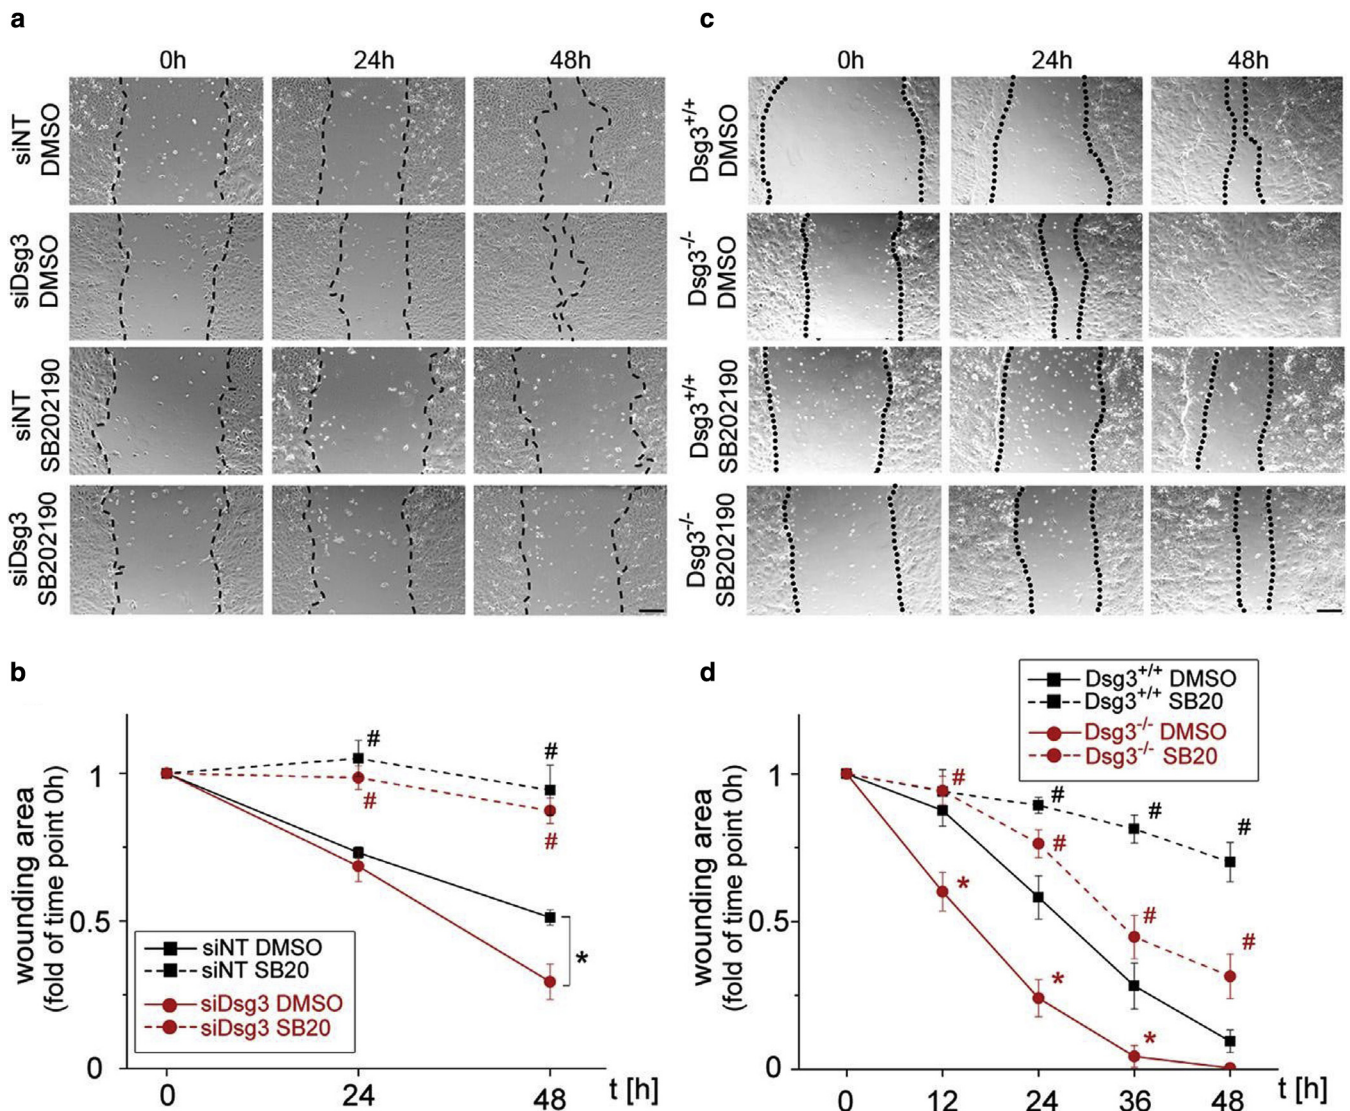 a
0h 24h 48h
siNT
DMSO
siDsg3
DMSO
siNT
SB202190
siDsg3
SB202190
c
0h 24h 48h
Dsg3+/+
DMSO
Dsg3-/-
DMSO
Dsg3+/+
SB202190
Dsg3-/-
SB202190
b
wounding area
(fold of time point 0h)
1
0.5
0
0 24 48
t [h]
# #
# #
*
siNT DMSO
siNT SB20
siDsg3 DMSO
siDsg3 SB20
d
Dsg3+/+ DMSO
Dsg3+/+ SB20
Dsg3-/- DMSO
Dsg3-/- SB20
wounding area
(fold of time point 0h)
1
0.5
0
0 12 24 36 48
t [h]
# # # #
# # #
* * *